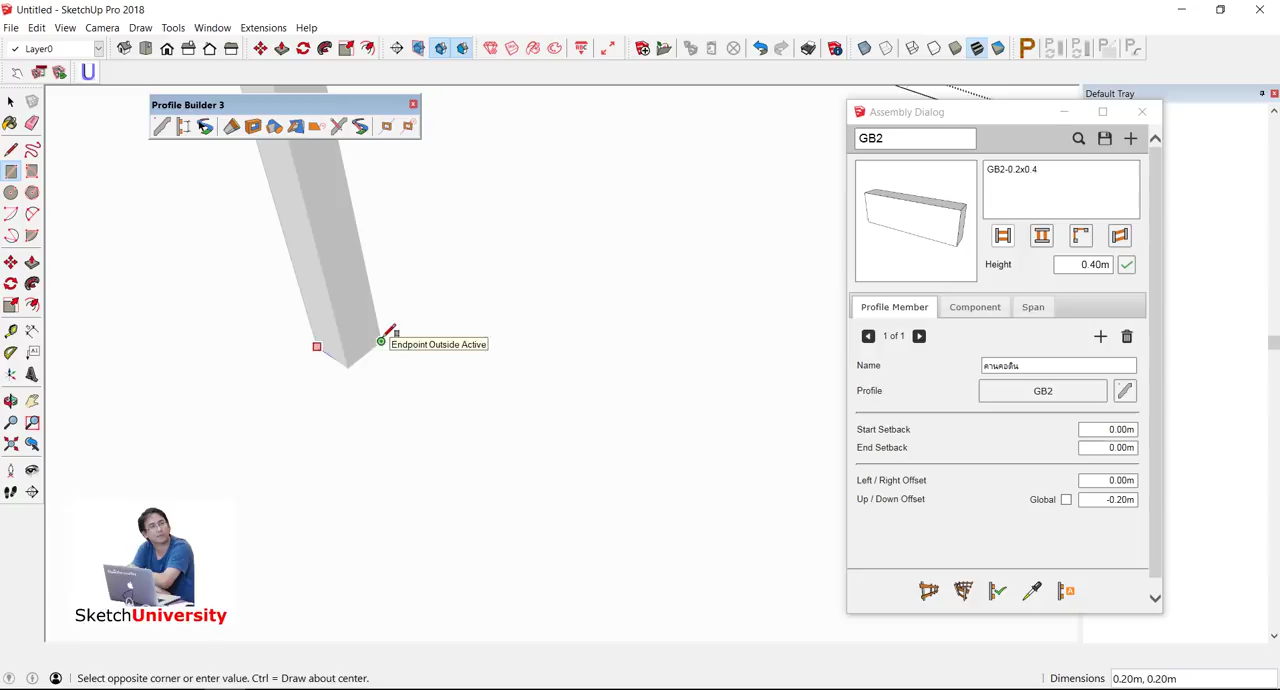 Untitled - SketchUp Pro 2018
File Edit View Camera Draw Tools Window Extensions Help
Layer0
Profile Builder 3
Default Tray
Assembly Dialog
GB2
GB2-0.2x0.4
Height 0.40m
Profile Member Component Span
1 of 1
Name คานคอดิน
Profile GB2
Start Setback 0.00m
End Setback 0.00m
Left / Right Offset 0.00m
Up / Down Offset Global -0.20m
Endpoint Outside Active
SketchUniversity
Select opposite corner or enter value. Ctrl = Draw about center.
Dimensions 0.20m, 0.20m